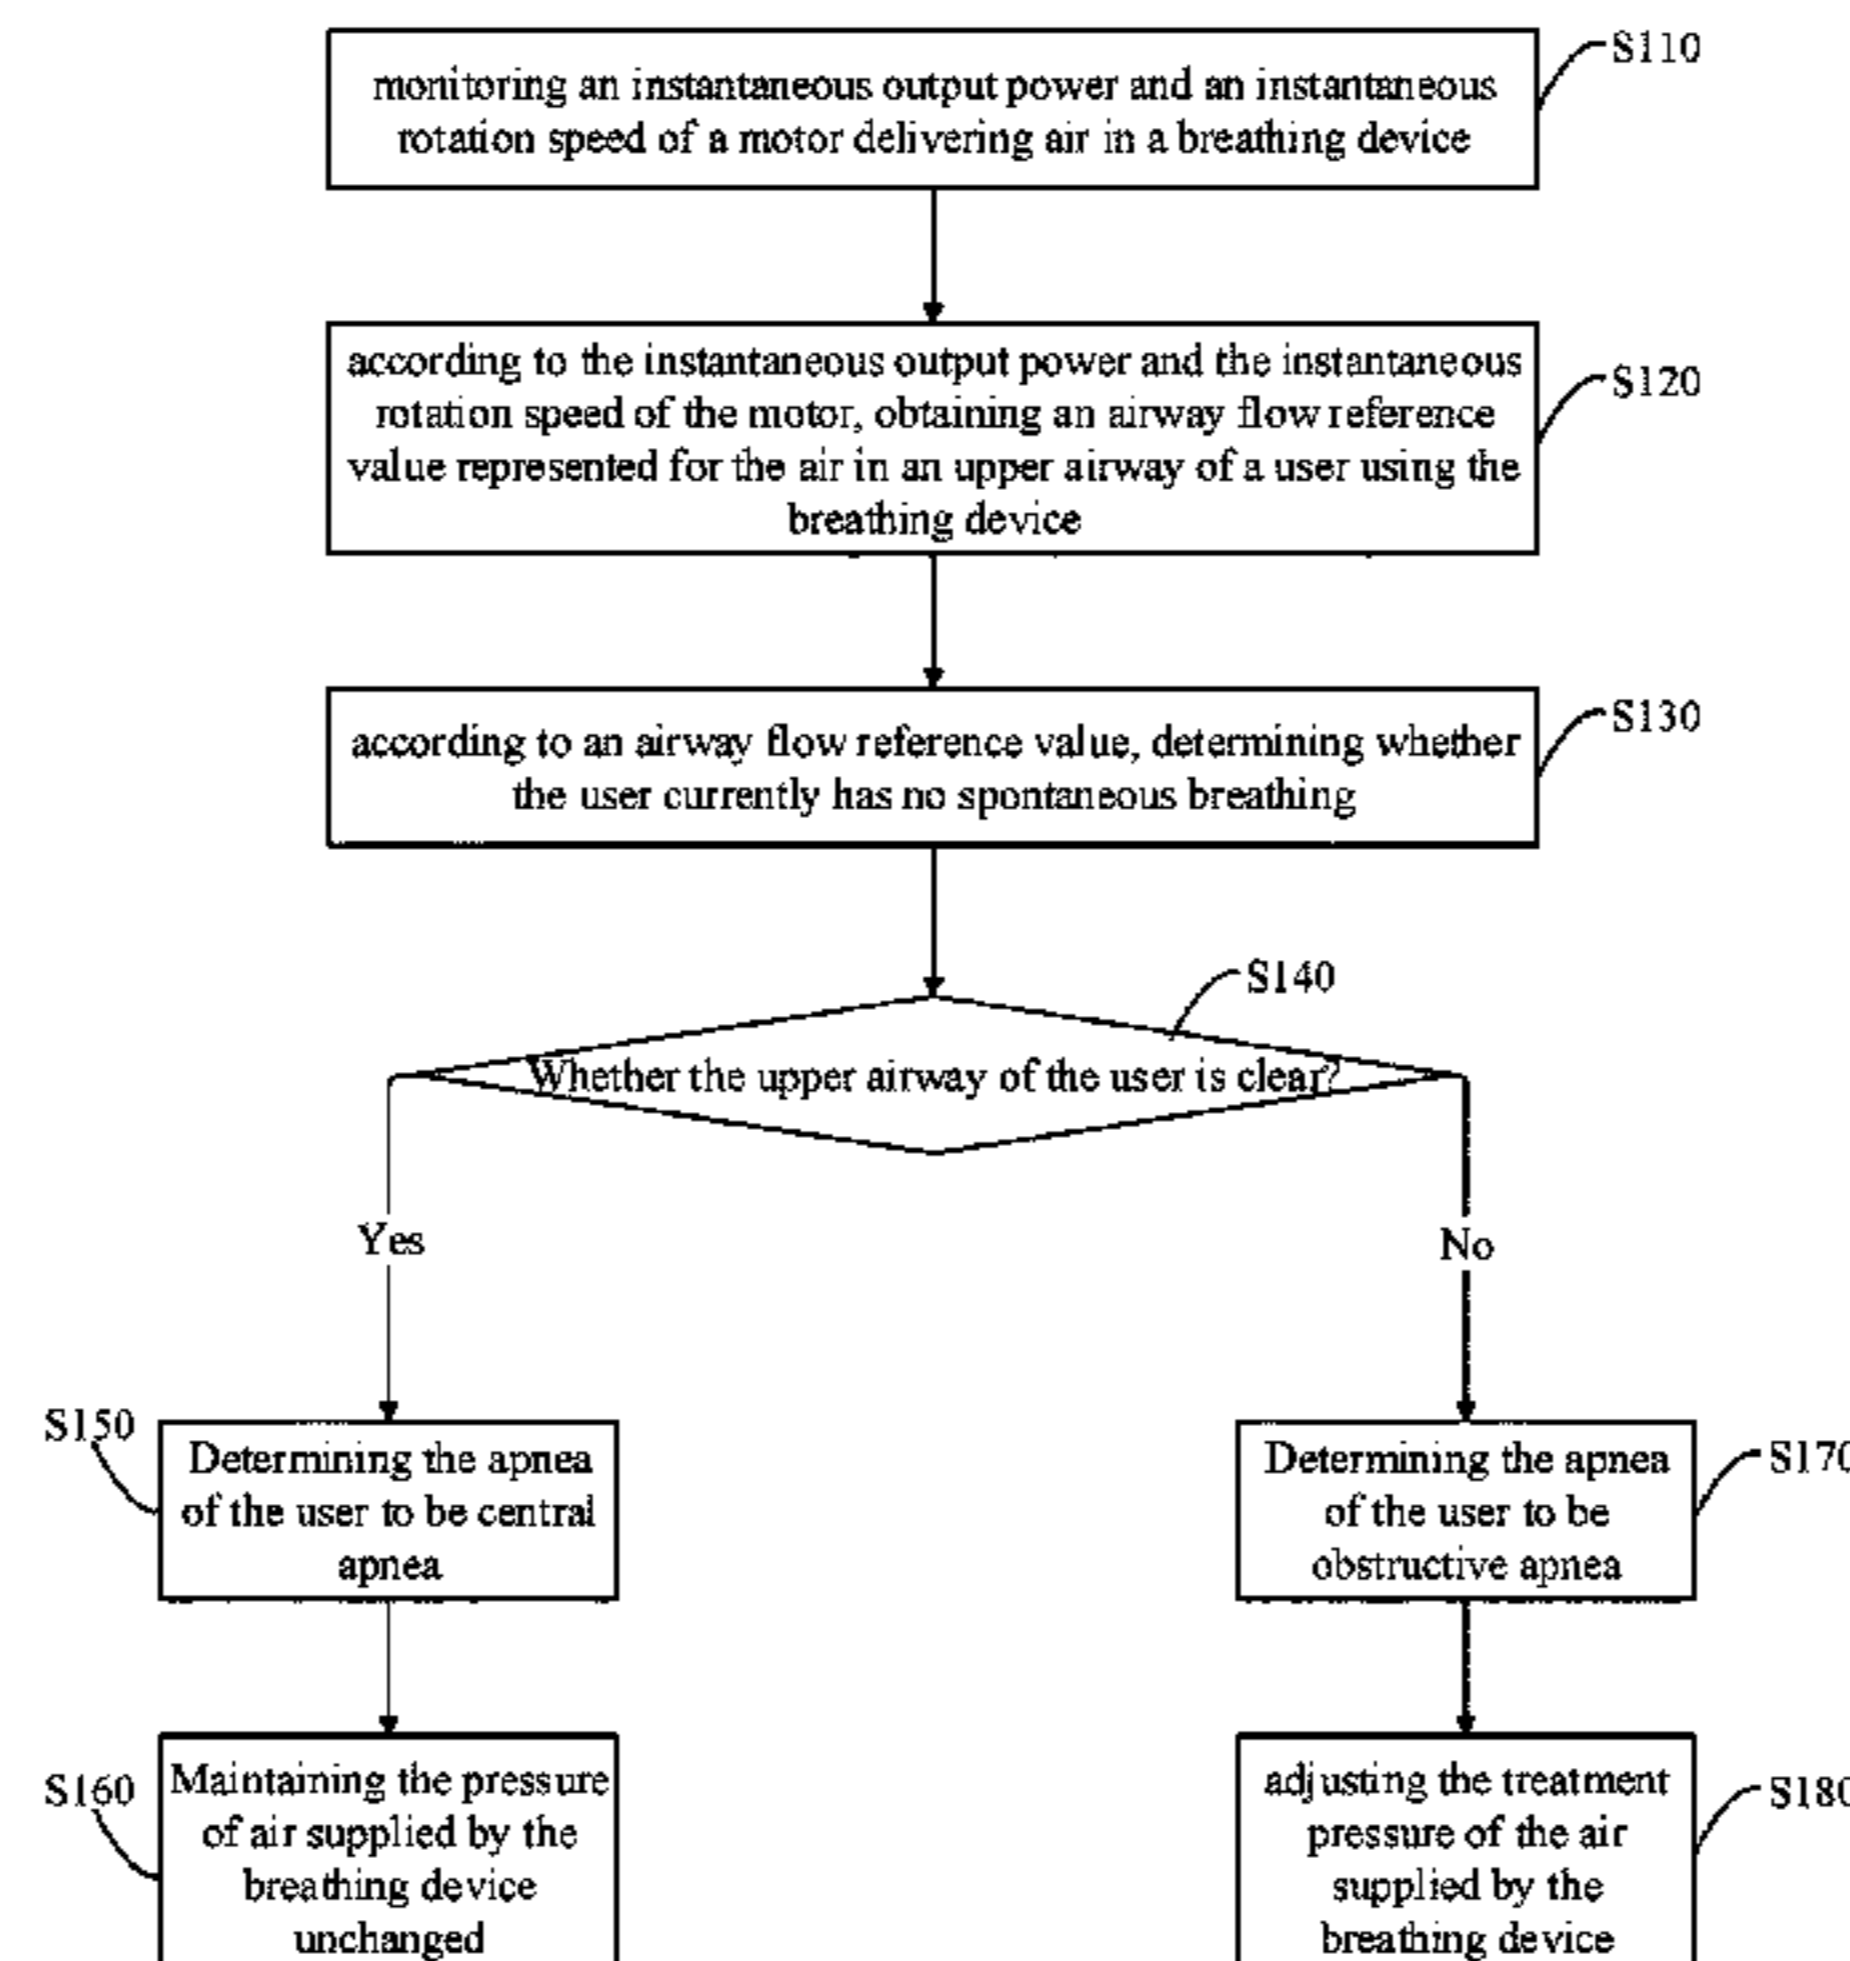 S110
monitoring an instantaneous output power and an instantaneous
rotation speed of a motor delivering air in a breathing device
according to the instantaneous output power and the instantaneous
rotation speed of the motor, obtaining an airway flow reference
value represented for the air in an upper airway of a user using the
breathing device
S120
according to an airway flow reference value, determining whether
the user currently has no spontaneous breathing
S130
S140
Whether the upper airway of the user is clear?
Yes
No
S150
Determining the apnea
of the user to be central
apnea
S170
Determining the apnea
of the user to be
obstructive apnea
S160
Maintaining the pressure
of air supplied by the
breathing device
unchanged
S180
adjusting the treatment
pressure of the air
supplied by the
breathing device